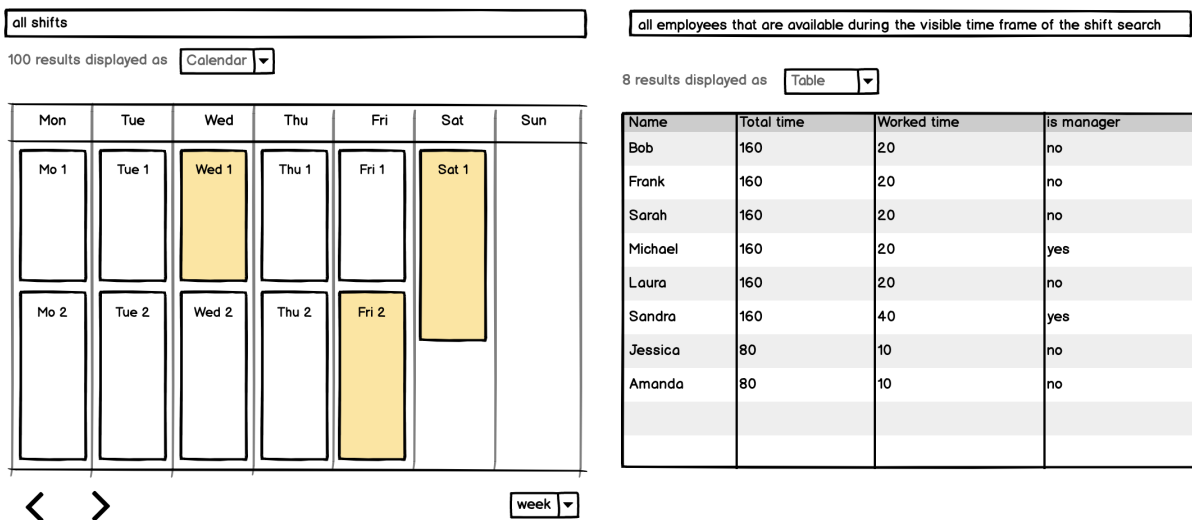 all shifts
100 results displayed as Calendar
Mon Tue Wed Thu Fri Sat Sun
Mo 1 Tue 1 Wed 1 Thu 1 Fri 1 Sat 1
Mo 2 Tue 2 Wed 2 Thu 2 Fri 2
week
all employees that are available during the visible time frame of the shift search
8 results displayed as Table
Name Total time Worked time is manager
Bob 160 20 no
Frank 160 20 no
Sarah 160 20 no
Michael 160 20 yes
Laura 160 20 no
Sandra 160 40 yes
Jessica 80 10 no
Amanda 80 10 no